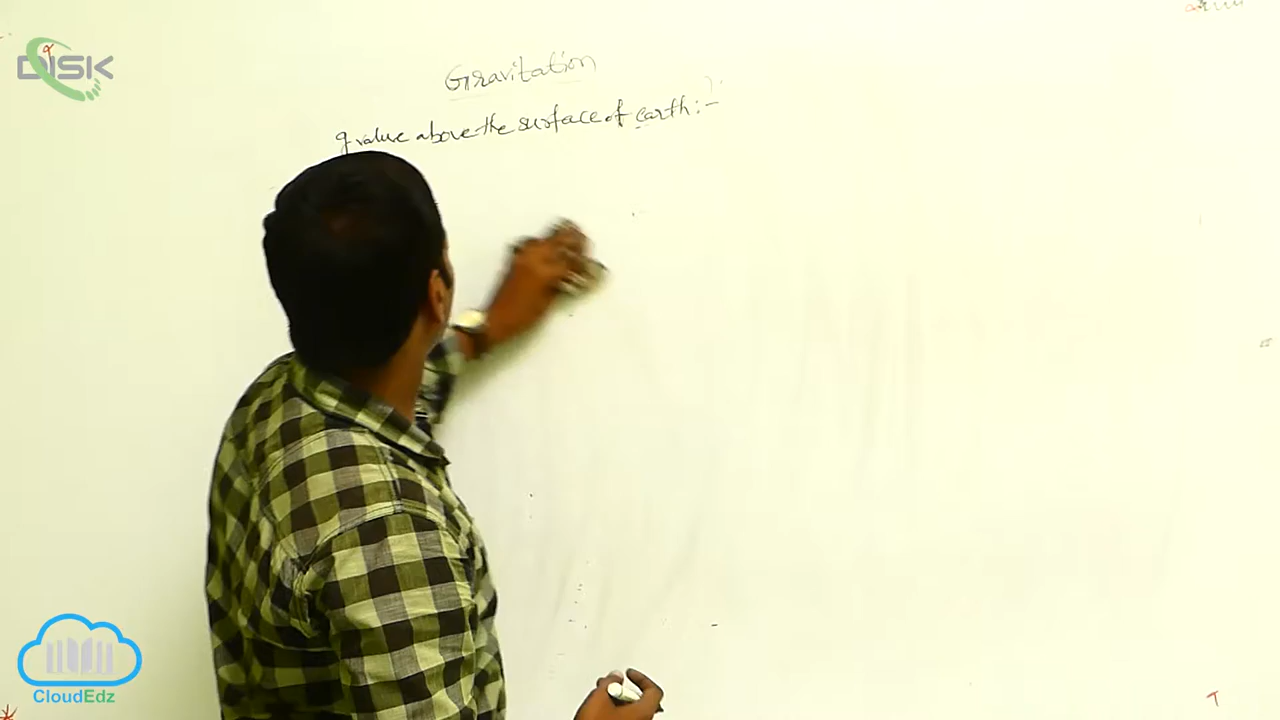 DISK
Gravitation
g value above the surface of earth:-
CloudEdz
T